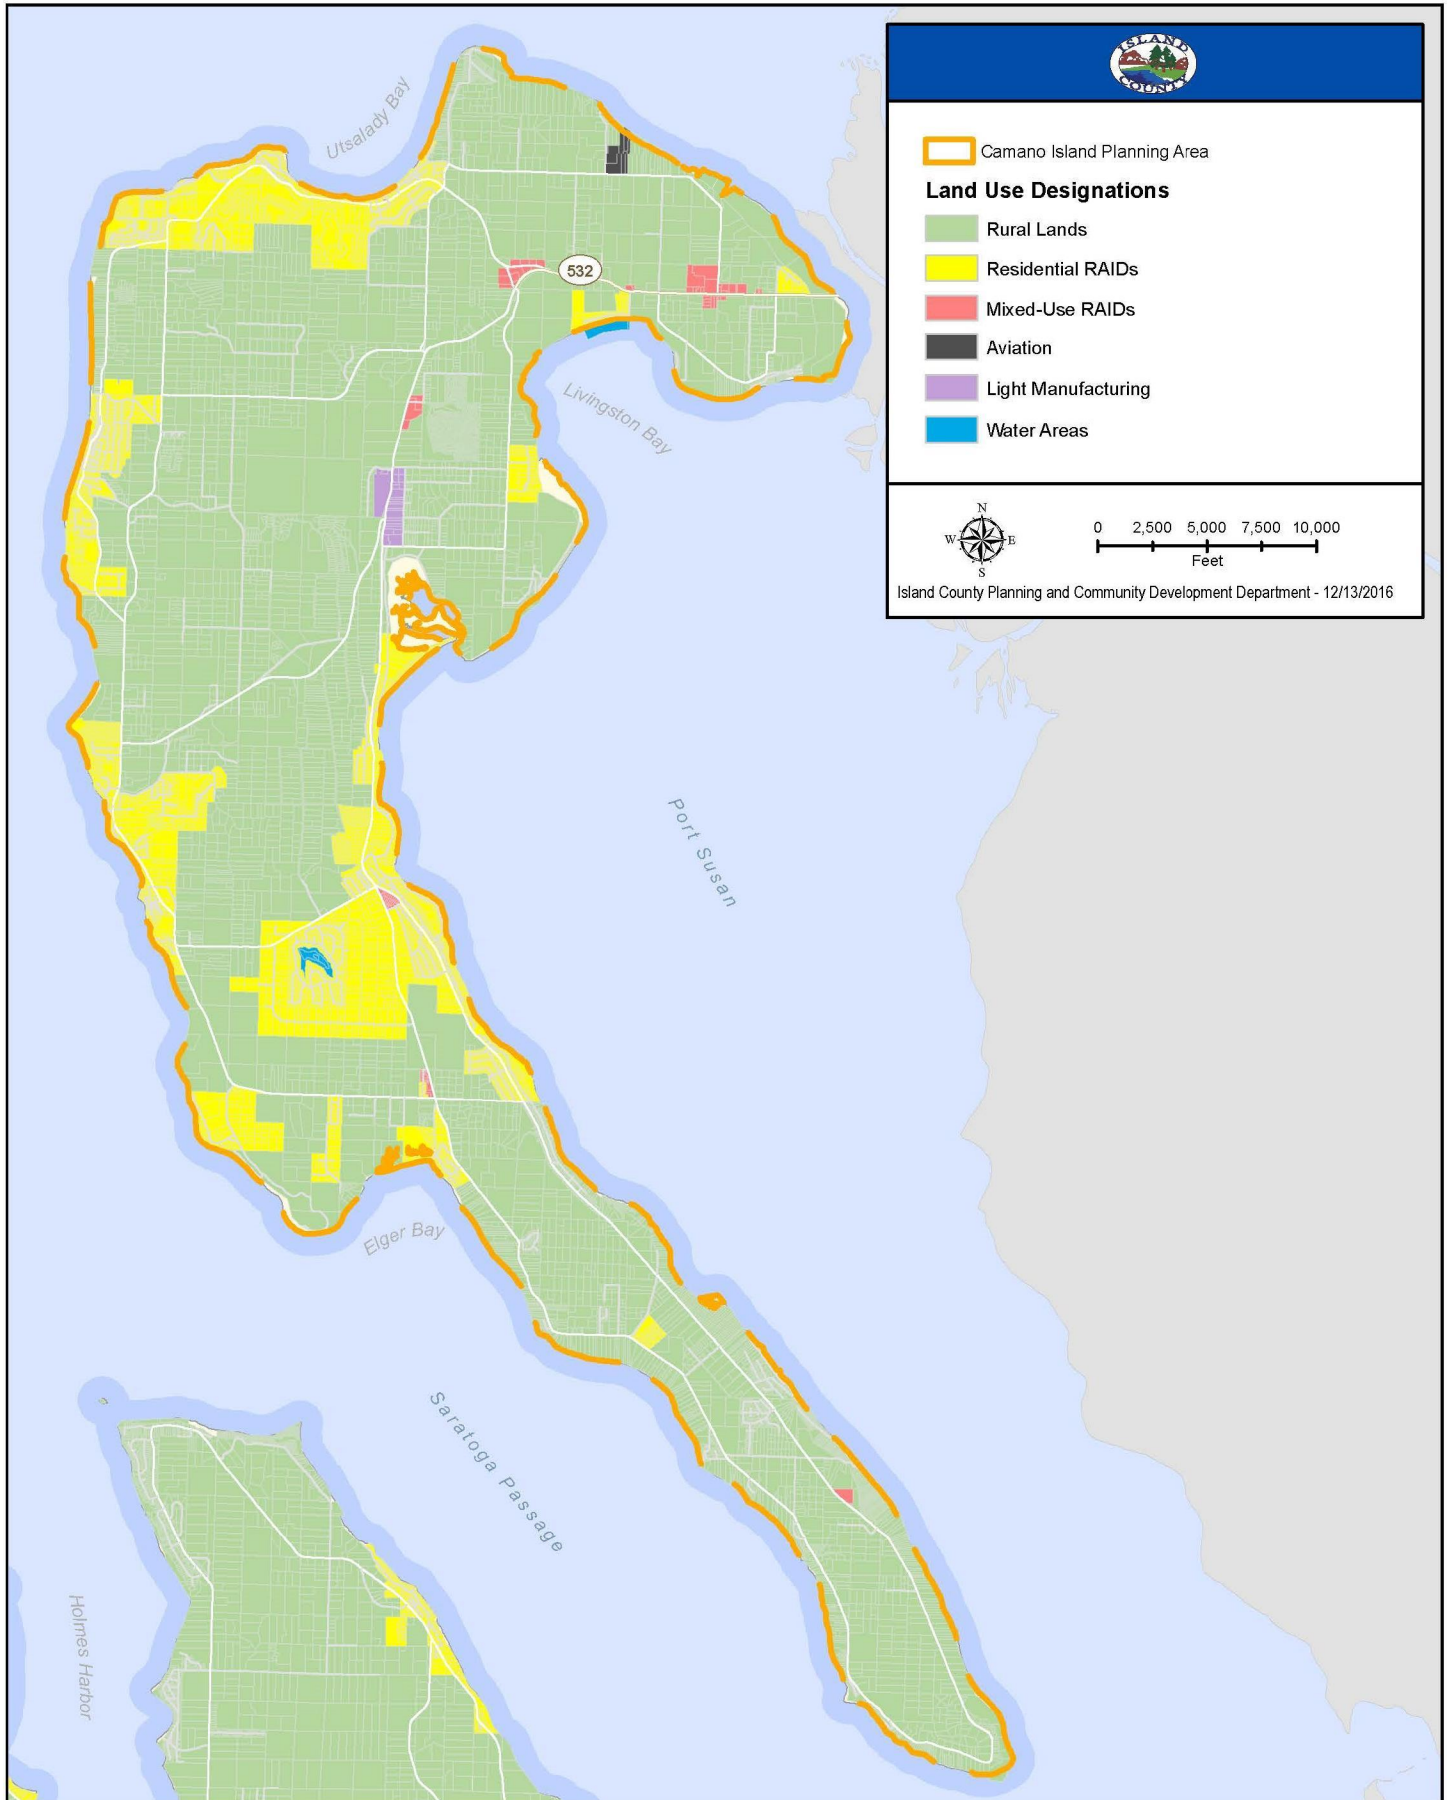 ISLAND
COUNTY
Camano Island Planning Area
Land Use Designations
Rural Lands
Residential RAIDs
Mixed-Use RAIDs
Aviation
Light Manufacturing
Water Areas
N
W E
S
0 2,500 5,000 7,500 10,000
Feet
Island County Planning and Community Development Department - 12/13/2016
Utsalady Bay
532
Livingston Bay
Port Susan
Elger Bay
Saratoga Passage
Holmes Harbor